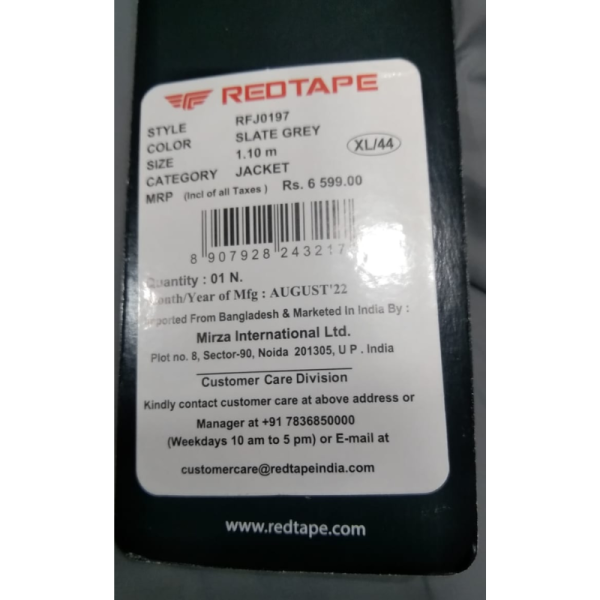 REDTAPE
STYLE RFJ0197
COLOR SLATE GREY
SIZE 1.10 m XL/44
CATEGORY JACKET
MRP (Incl of all Taxes) Rs. 6 599.00
8 907928 24321
Quantity : 01 N.
Month/Year of Mfg : AUGUST'22
Imported From Bangladesh & Marketed In India By :
Mirza International Ltd.
Plot no. 8, Sector-90, Noida 201305, U P . India
Customer Care Division
Kindly contact customer care at above address or
Manager at +91 7836850000
(Weekdays 10 am to 5 pm) or E-mail at
customercare@redtapeindia.com
www.redtape.com